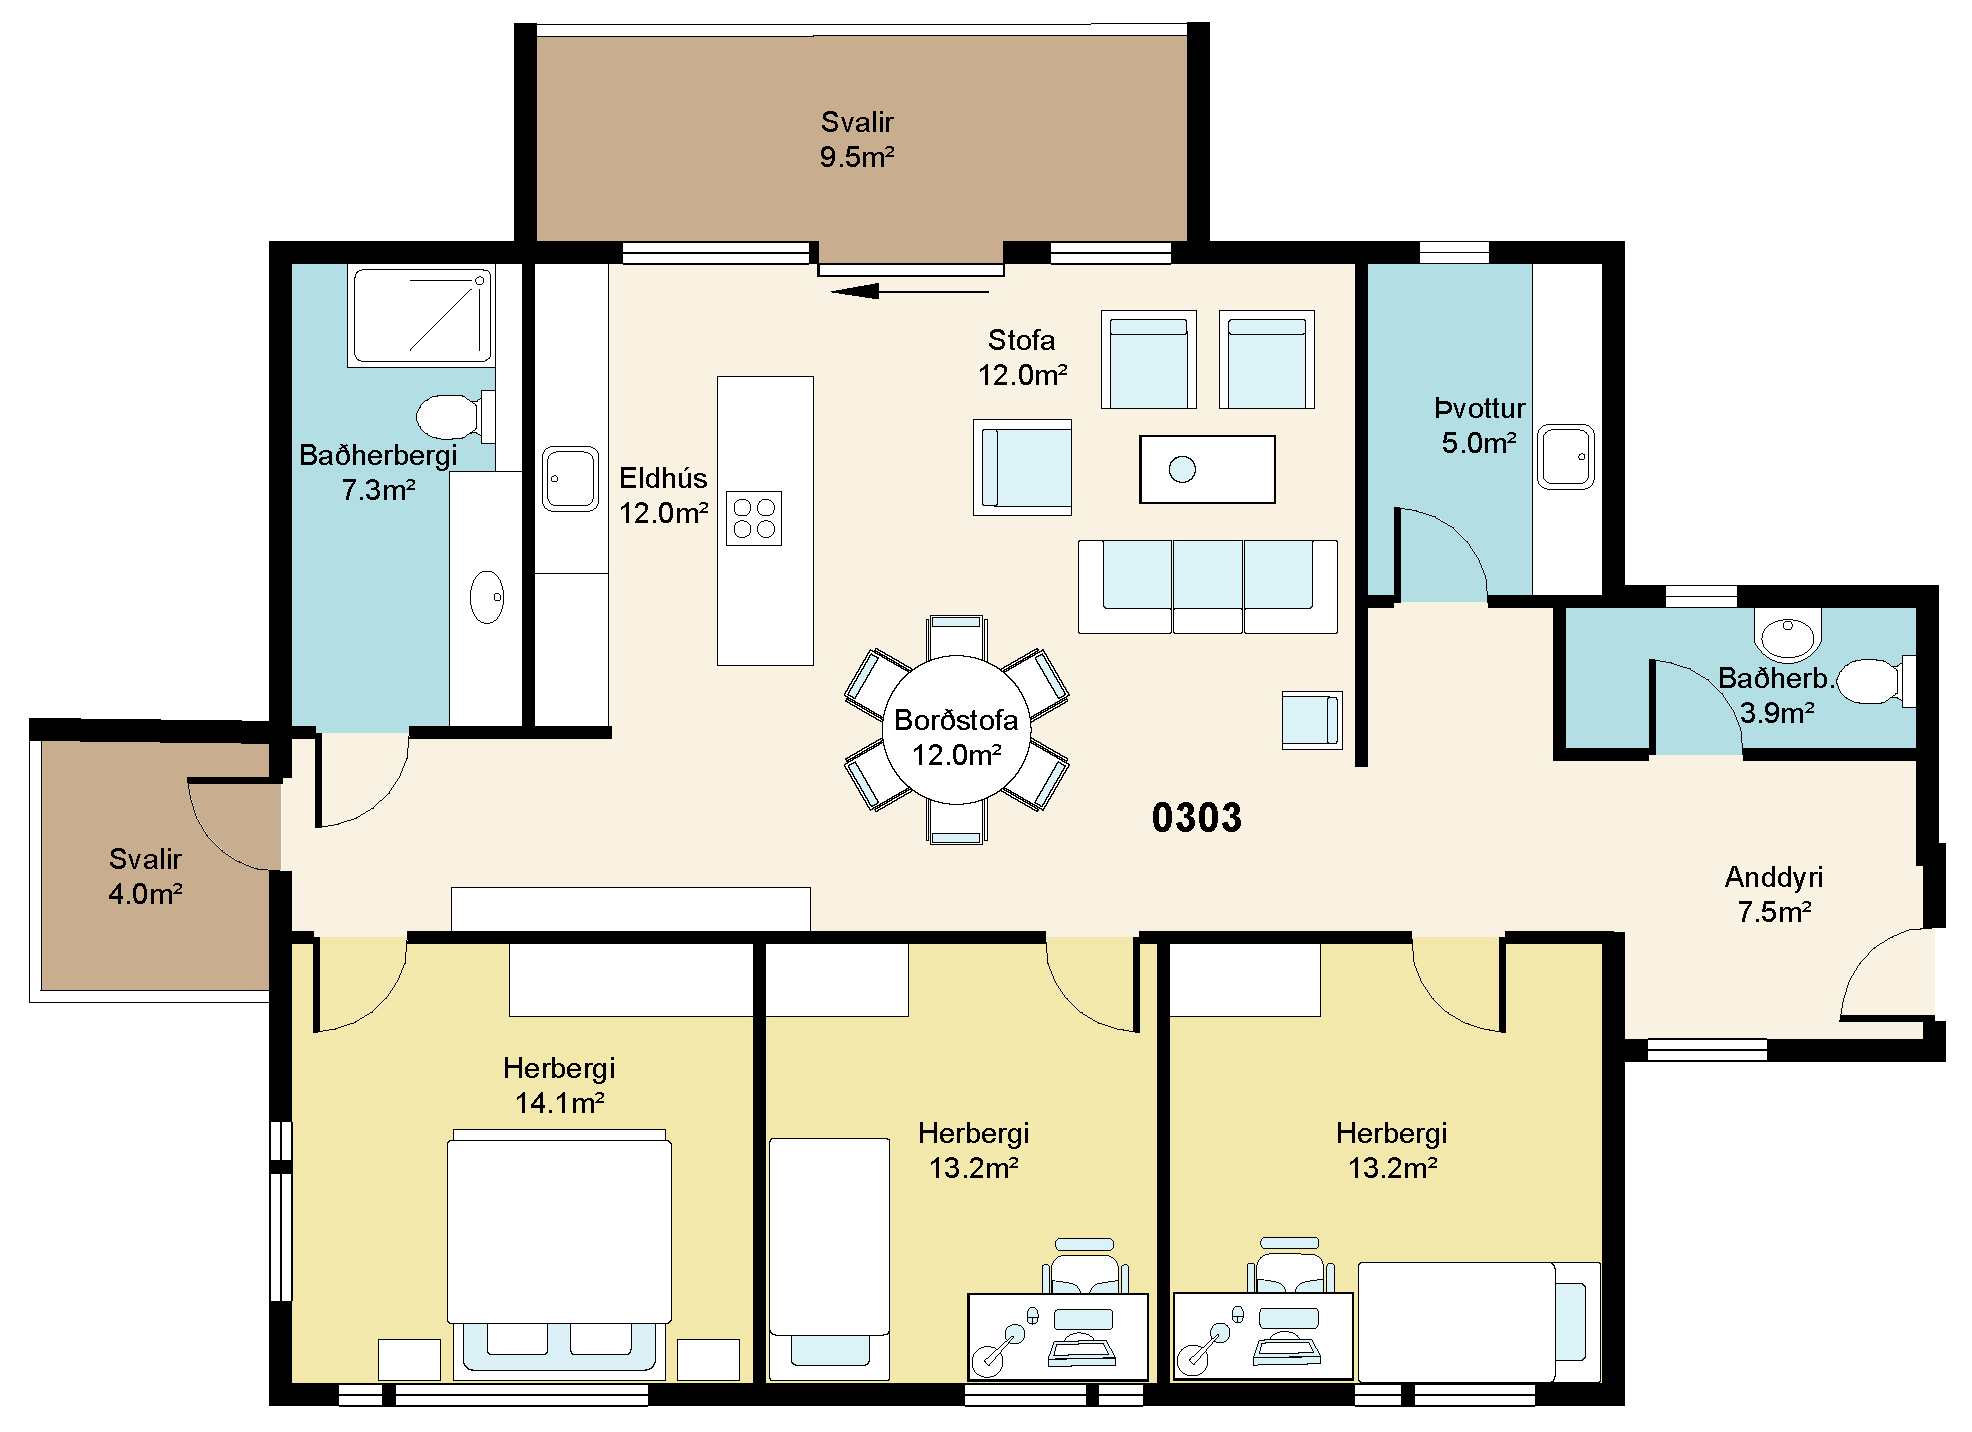 Svalir
9.5m²
Stofa
12.0m²
Þvottur
5.0m²
Baðherbergi
7.3m²
Eldhús
12.0m²
Baðherb.
3.9m²
Borðstofa
12.0m²
0303
Svalir
4.0m²
Anddyri
7.5m²
Herbergi
14.1m²
Herbergi
13.2m²
Herbergi
13.2m²